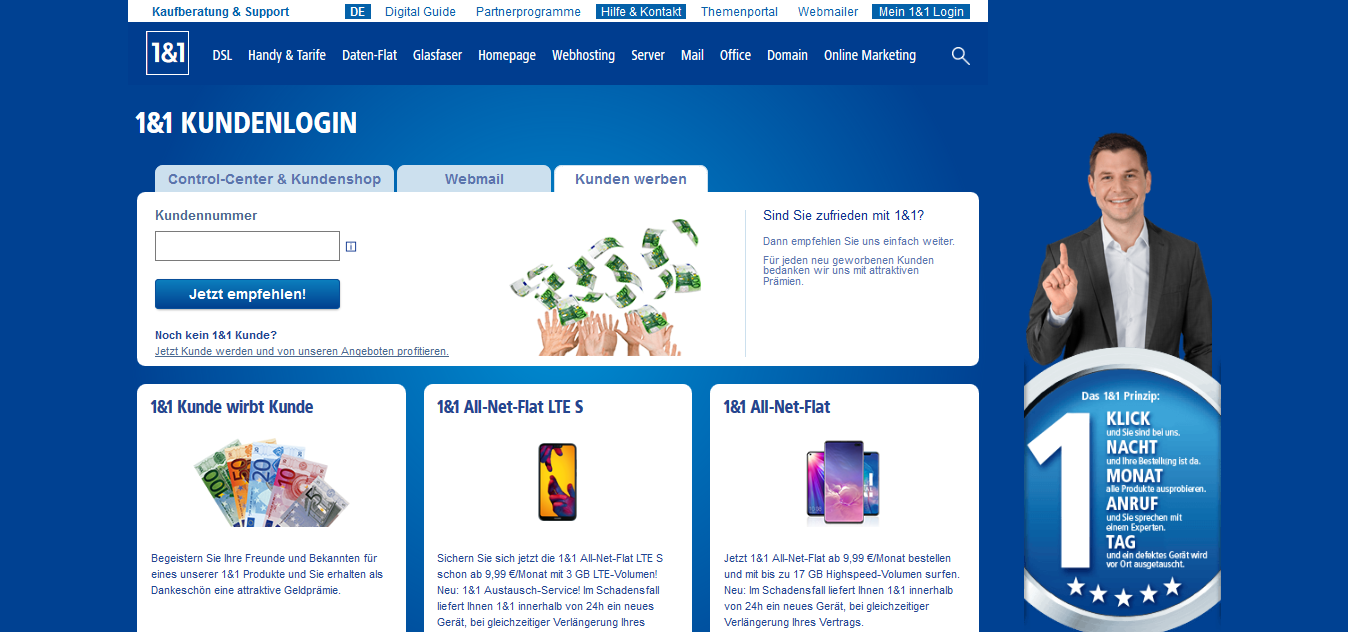 Kaufberatung & Support DE Digital Guide Partnerprogramme Hilfe & Kontakt Themenportal Webmailer Mein 1&1 Login
1&1 DSL Handy & Tarife Daten-Flat Glasfaser Homepage Webhosting Server Mail Office Domain Online Marketing
1&1 KUNDENLOGIN
Control-Center & Kundenshop Webmail Kunden werben
Kundennummer
Jetzt empfehlen!
Noch kein 1&1 Kunde?
Jetzt Kunde werden und von unseren Angeboten profitieren.
Sind Sie zufrieden mit 1&1?
Dann empfehlen Sie uns einfach weiter.
Für jeden neu geworbenen Kunden
bedanken wir uns mit attraktiven
Prämien.
1&1 Kunde wirbt Kunde
Begeistern Sie Ihre Freunde und Bekannten für
eines unserer 1&1 Produkte und Sie erhalten als
Dankeschön eine attraktive Geldprämie.
1&1 All-Net-Flat LTE S
Sichern Sie sich jetzt die 1&1 All-Net-Flat LTE S
schon ab 9,99 €/Monat mit 3 GB LTE-Volumen!
Neu: 1&1 Austausch-Service! Im Schadensfall
liefert Ihnen 1&1 innerhalb von 24h ein neues
Gerät, bei gleichzeitiger Verlängerung Ihres
1&1 All-Net-Flat
Jetzt 1&1 All-Net-Flat ab 9,99 €/Monat bestellen
und mit bis zu 17 GB Highspeed-Volumen surfen.
Neu: Im Schadensfall liefert Ihnen 1&1 innerhalb
von 24h ein neues Gerät, bei gleichzeitiger
Verlängerung Ihres Vertrags.
Das 1&1 Prinzip:
1
KLICK
und Sie sind bei uns.
NACHT
und Ihre Bestellung ist da.
MONAT
alle Produkte ausprobieren.
ANRUF
und Sie sprechen mit
einem Experten.
TAG
und ein defektes Gerät wird
vor Ort ausgetauscht.